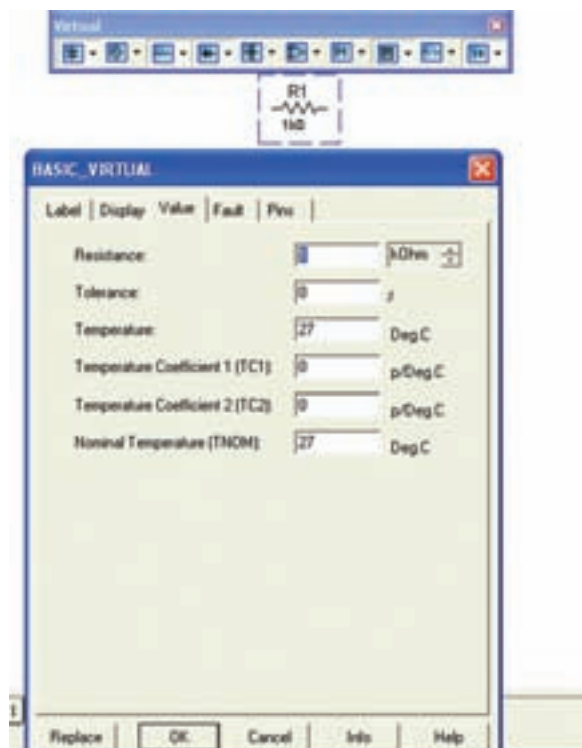 Virtual
R1
1kΩ
BASIC_VIRTUAL
Label Display Value Fault Pins
Resistance: kOhm
Tolerance: 0
Temperature: 27 Deg.C
Temperature Coefficient 1 (TC1): 0 p/Deg.C
Temperature Coefficient 2 (TC2): 0 p/Deg.C
Nominal Temperature (TNOM): 27 Deg.C
Replace OK Cancel Info Help